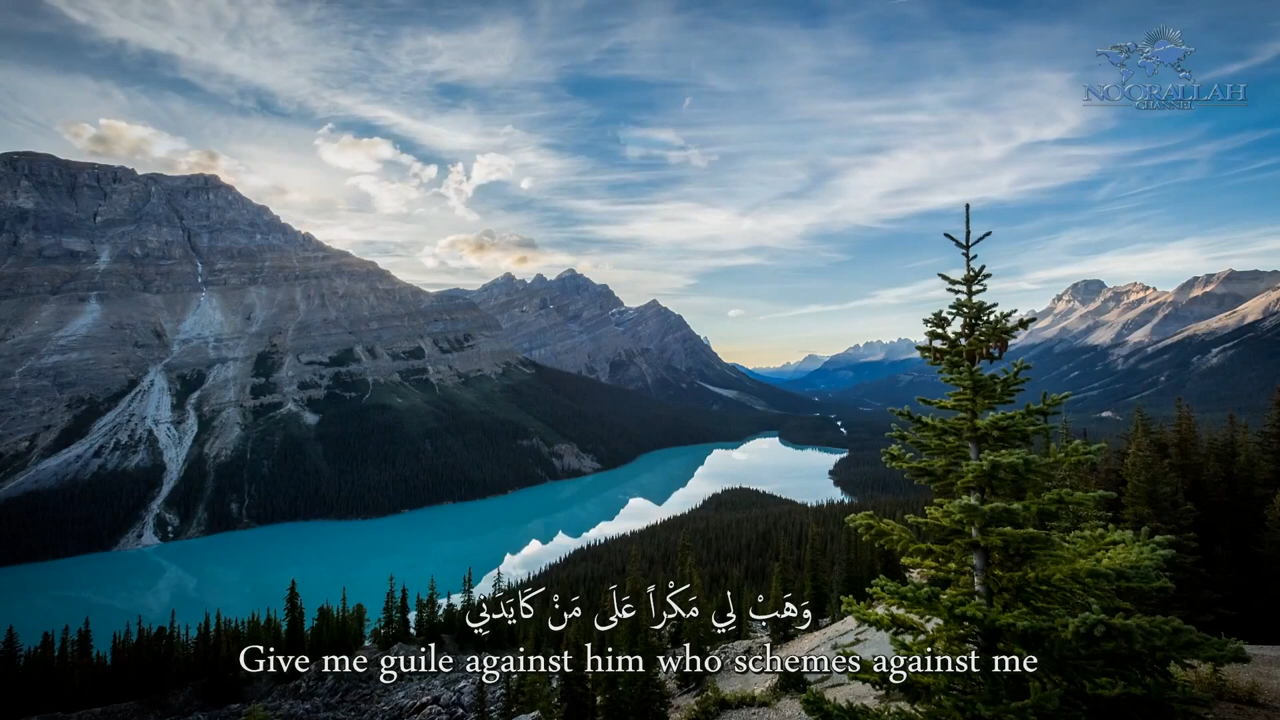 NOORALLAH
CHANNEL
وَهَبْ لِي مَكْراً عَلَى مَنْ كَايَدَنِي
Give me guile against him who schemes against me